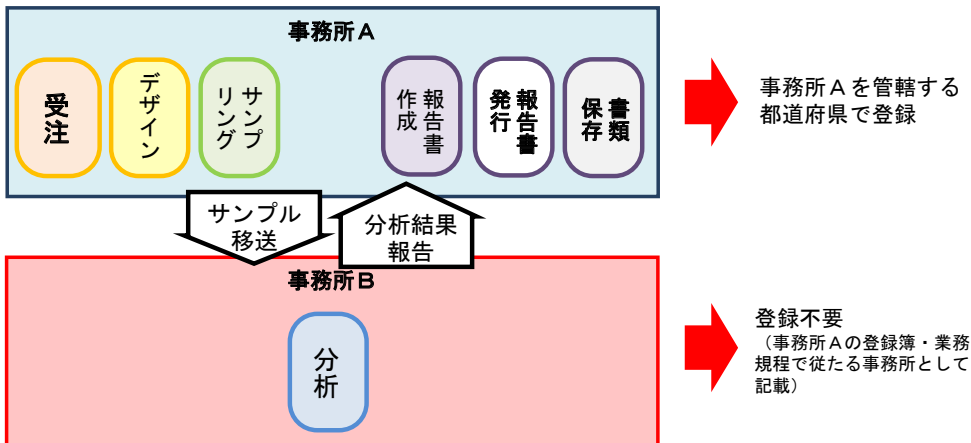 事務所Ａ
受注
デザイン
サンプ
リング
報告書
作成
報告書
発行
書類
保存
事務所Ａを管轄する
都道府県で登録
サンプル
移送
分析結果
報告
事務所Ｂ
分析
登録不要
（事務所Ａの登録簿・業務
規程で従たる事務所として
記載）